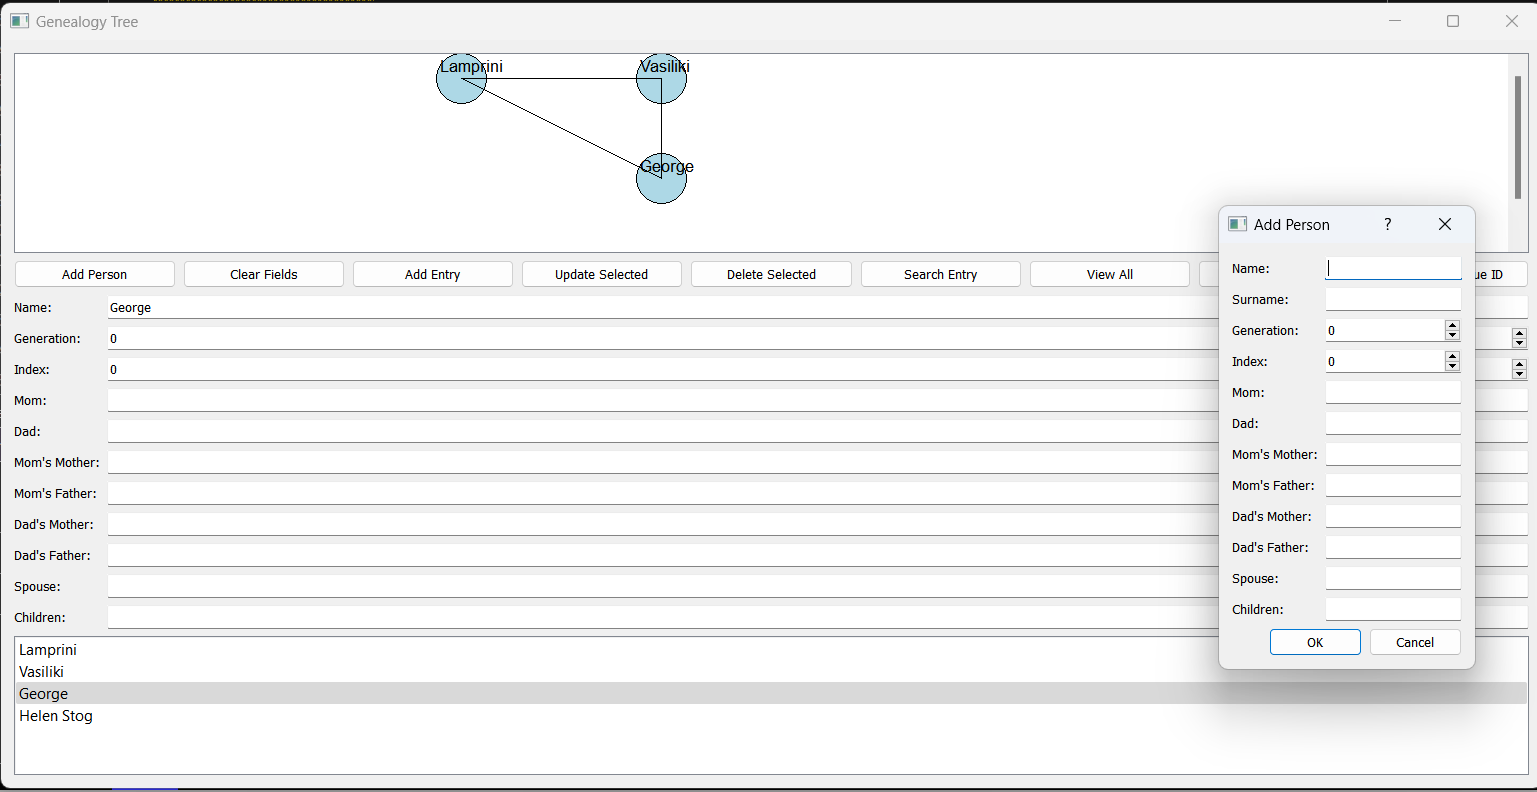 Genealogy Tree
Lamprini Vasiliki
George
Add Person Clear Fields Add Entry Update Selected Delete Selected Search Entry View All ID
Name: George
Generation: 0
Index: 0
Mom:
Dad:
Mom's Mother:
Mom's Father:
Dad's Mother:
Dad's Father:
Spouse:
Children:
Lamprini
Vasiliki
George
Helen Stog
Add Person ?
Name:
Surname:
Generation: 0
Index: 0
Mom:
Dad:
Mom's Mother:
Mom's Father:
Dad's Mother:
Dad's Father:
Spouse:
Children:
OK Cancel